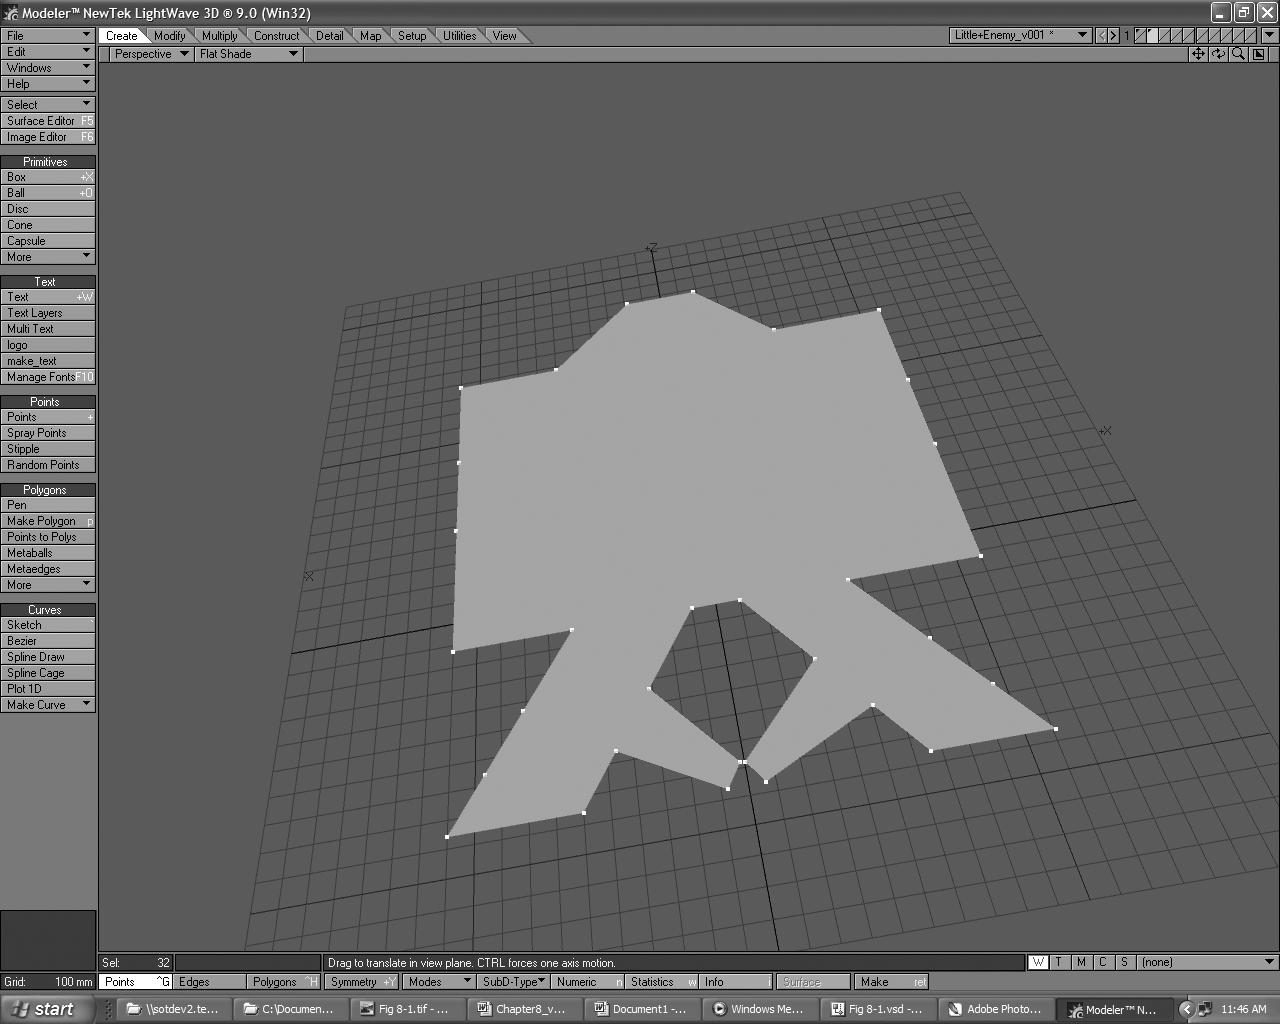 Modeler™ NewTek LightWave 3D ® 9.0 (Win32)
File
Create Modify Multiply Construct Detail Map Setup Utilities View
Little+Enemy_v001 *
1
Edit
Perspective Flat Shade
Windows
Help
Select
Surface Editor F5
Image Editor F6
Primitives
Box +X
Ball +O
Disc
Cone
Capsule
More
Text
Text +W
Text Layers
Multi Text
logo
make_text
Manage Fonts F10
Points
Points +
Spray Points
Stipple
Random Points
Polygons
Pen
Make Polygon p
Points to Polys
Metaballs
Metaedges
More
Curves
Sketch `
Bezier
Spline Draw
Spline Cage
Plot 1D
Make Curve
+Z
+X
-X
Sel: 32
Drag to translate in view plane. CTRL forces one axis motion.
W T M C S (none)
Grid: 100 mm
Points ^G Edges Polygons ^H Symmetry +Y Modes SubD-Type Numeric n Statistics w Info i Surface Make ret
start
\\sotdev2.te...
C:\Documen...
Fig 8-1.tif - ...
Chapter8_v...
Document1 -...
Windows Me...
Fig 8-1.vsd - ...
Adobe Photo...
Modeler™ N...
11:46 AM